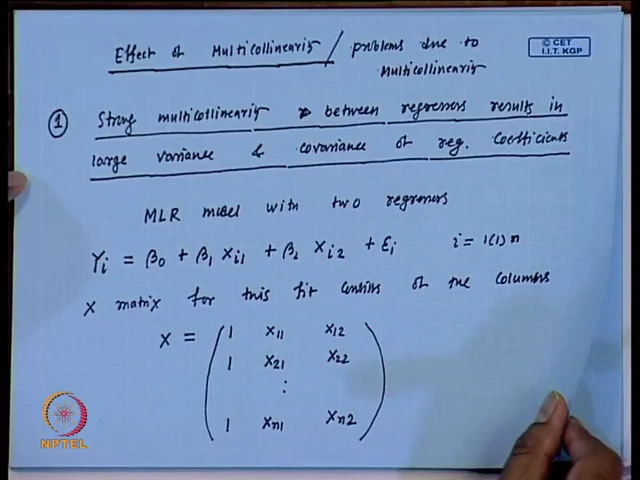 Effect of Multicollinearity / problems due to
Multicollinearity
© CET
I.I.T. KGP
① Strong multicollinearity between regressors results in
large variance & covariance of reg. coefficients
MLR model with two regressors
Yi = β0 + β1 Xi1 + β2 Xi2 + εi   i = 1(1)n
X matrix for this fit consists of the columns
X = ( 1 X11 X12
1 X21 X22
:
1 Xn1 Xn2 )
NPTEL